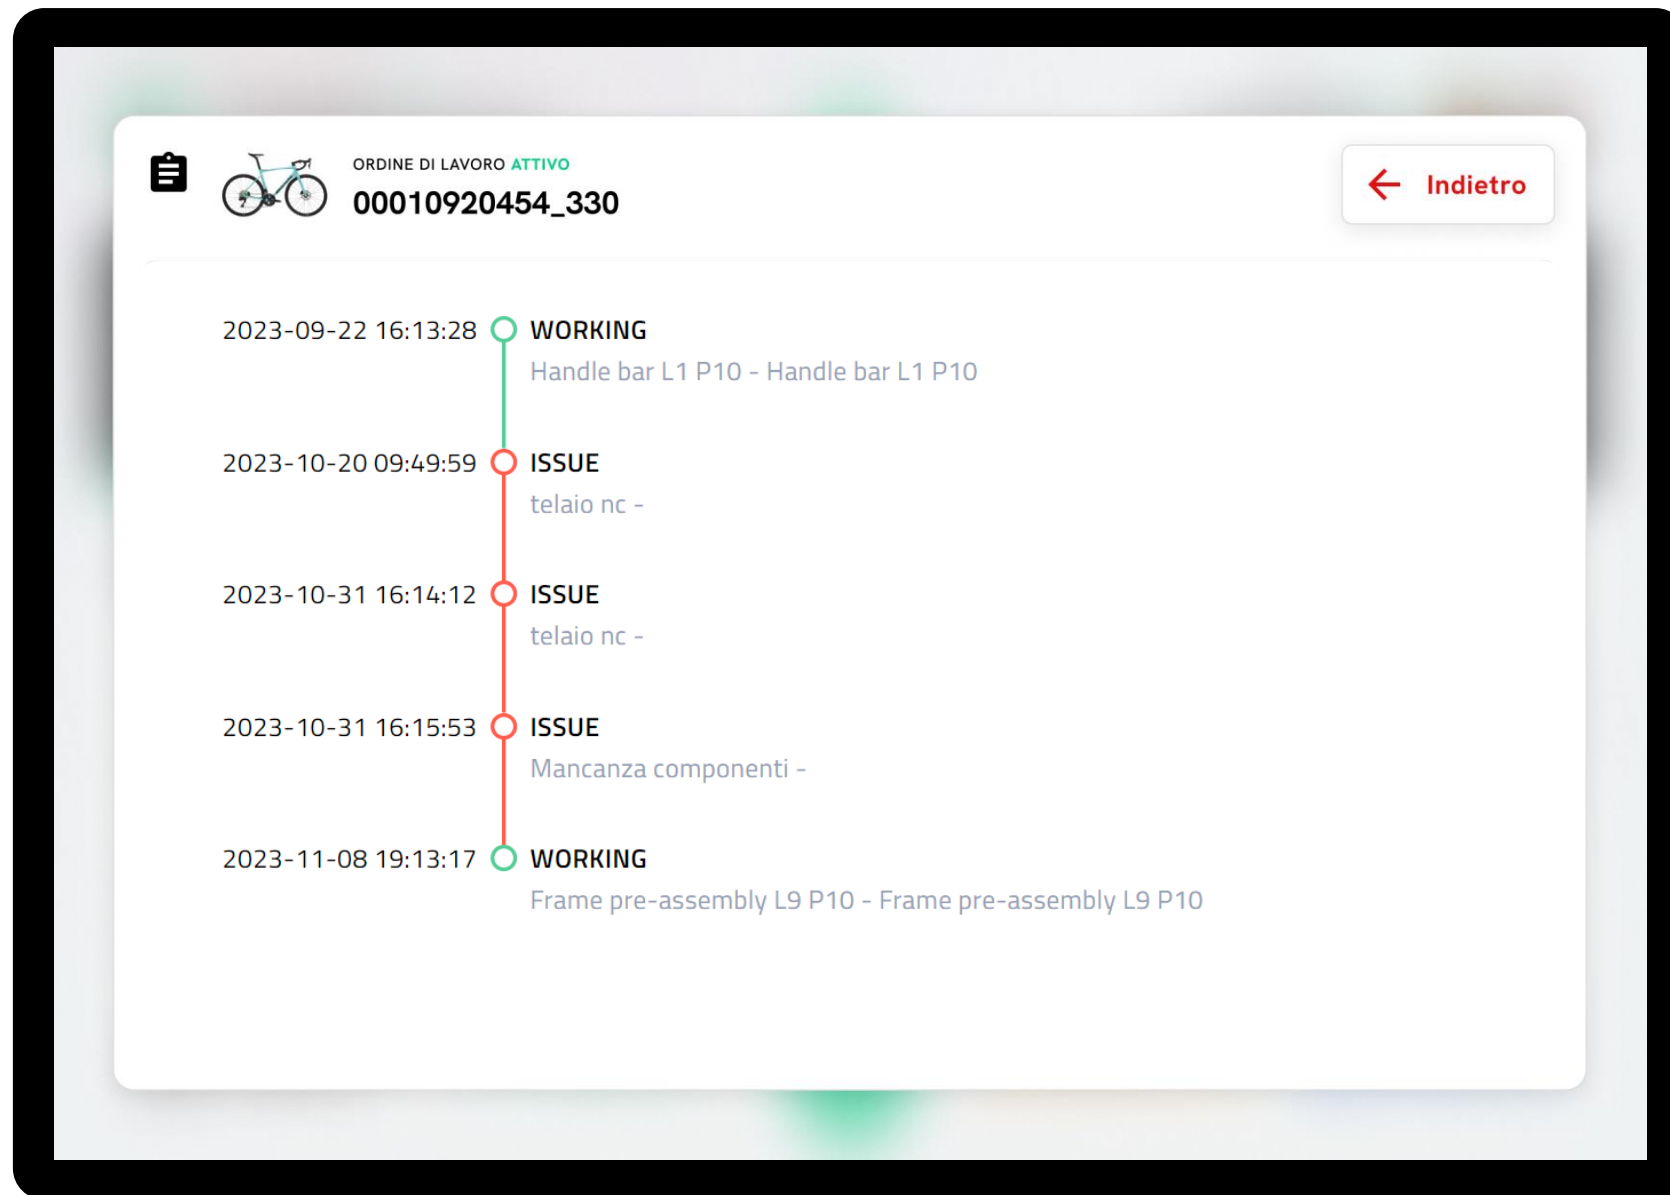 ORDINE DI LAVORO ATTIVO
00010920454_330
Indietro
2023-09-22 16:13:28 WORKING
Handle bar L1 P10 - Handle bar L1 P10
2023-10-20 09:49:59 ISSUE
telaio nc -
2023-10-31 16:14:12 ISSUE
telaio nc -
2023-10-31 16:15:53 ISSUE
Mancanza componenti -
2023-11-08 19:13:17 WORKING
Frame pre-assembly L9 P10 - Frame pre-assembly L9 P10